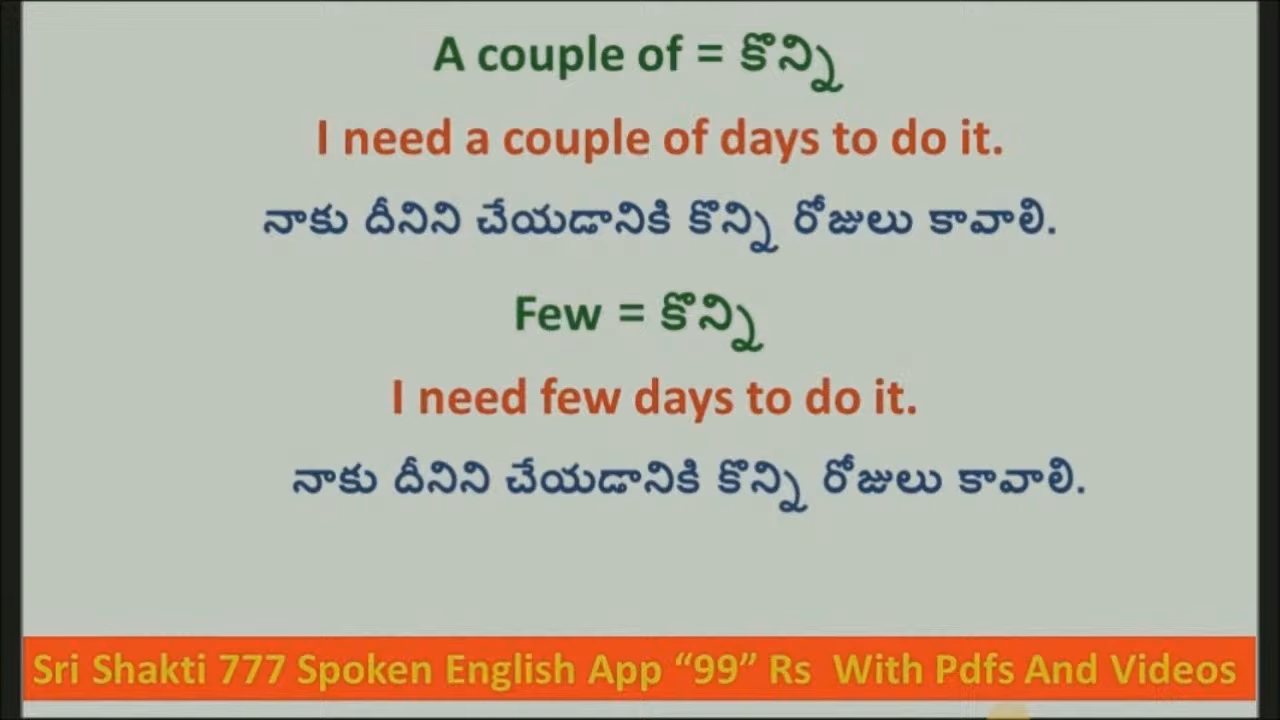 A couple of = కొన్ని
I need a couple of days to do it.
నాకు దీనిని చేయడానికి కొన్ని రోజులు కావాలి.
Few = కొన్ని
I need few days to do it.
నాకు దీనిని చేయడానికి కొన్ని రోజులు కావాలి.
Sri Shakti 777 Spoken English App “99” Rs With Pdfs And Videos